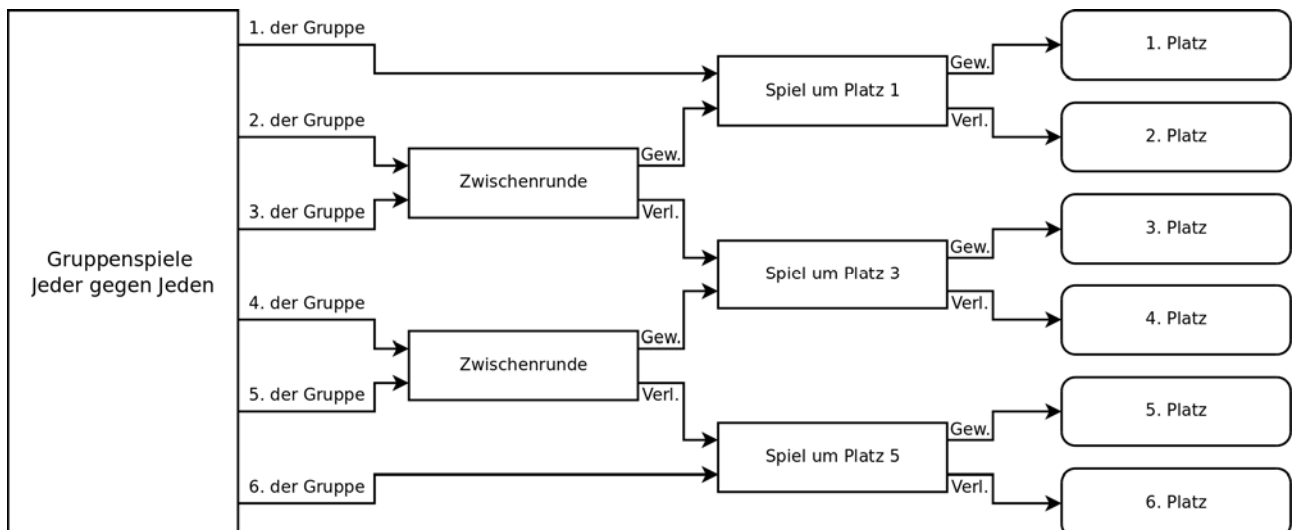 1. der Gruppe
1. Platz
Gew.
Spiel um Platz 1
Verl.
2. der Gruppe
2. Platz
Gew.
Zwischenrunde
3. der Gruppe
Verl.
3. Platz
Gew.
Gruppenspiele
Jeder gegen Jeden
Spiel um Platz 3
4. der Gruppe
Verl.
4. Platz
Gew.
Zwischenrunde
5. der Gruppe
Verl.
5. Platz
Gew.
Spiel um Platz 5
6. der Gruppe
Verl.
6. Platz